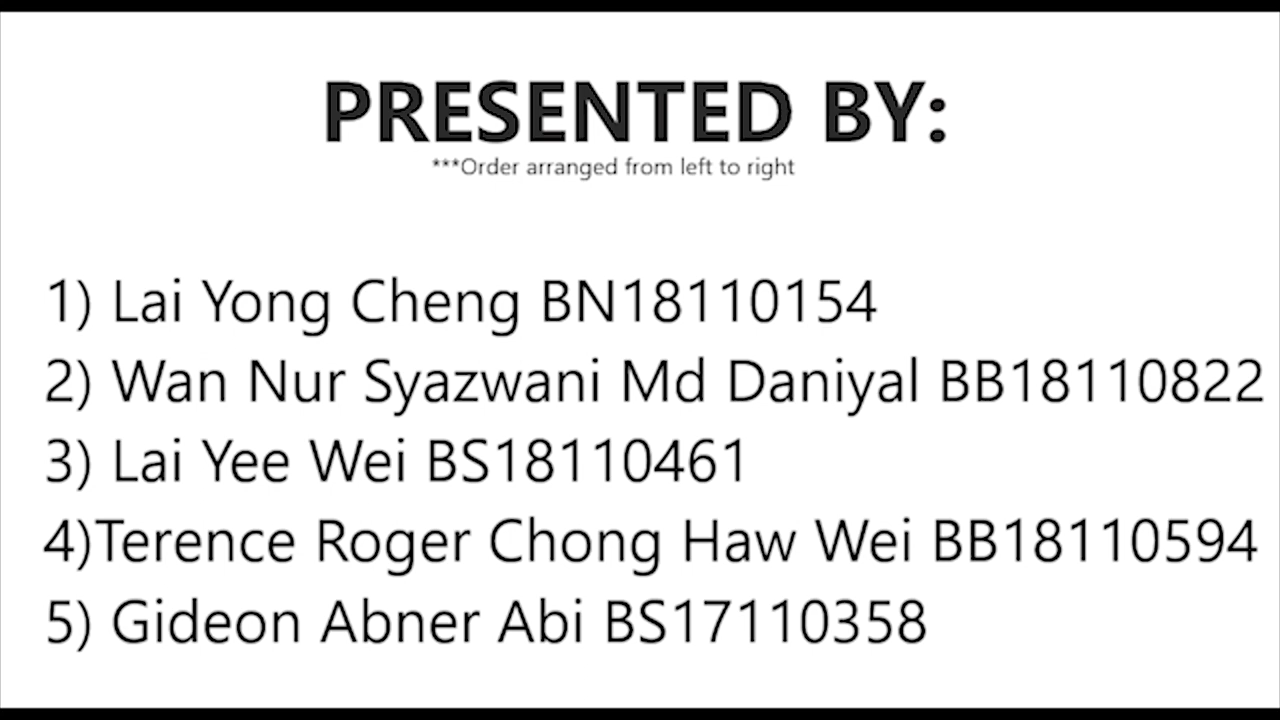 PRESENTED BY:
***Order arranged from left to right
1) Lai Yong Cheng BN18110154
2) Wan Nur Syazwani Md Daniyal BB18110822
3) Lai Yee Wei BS18110461
4)Terence Roger Chong Haw Wei BB18110594
5) Gideon Abner Abi BS17110358